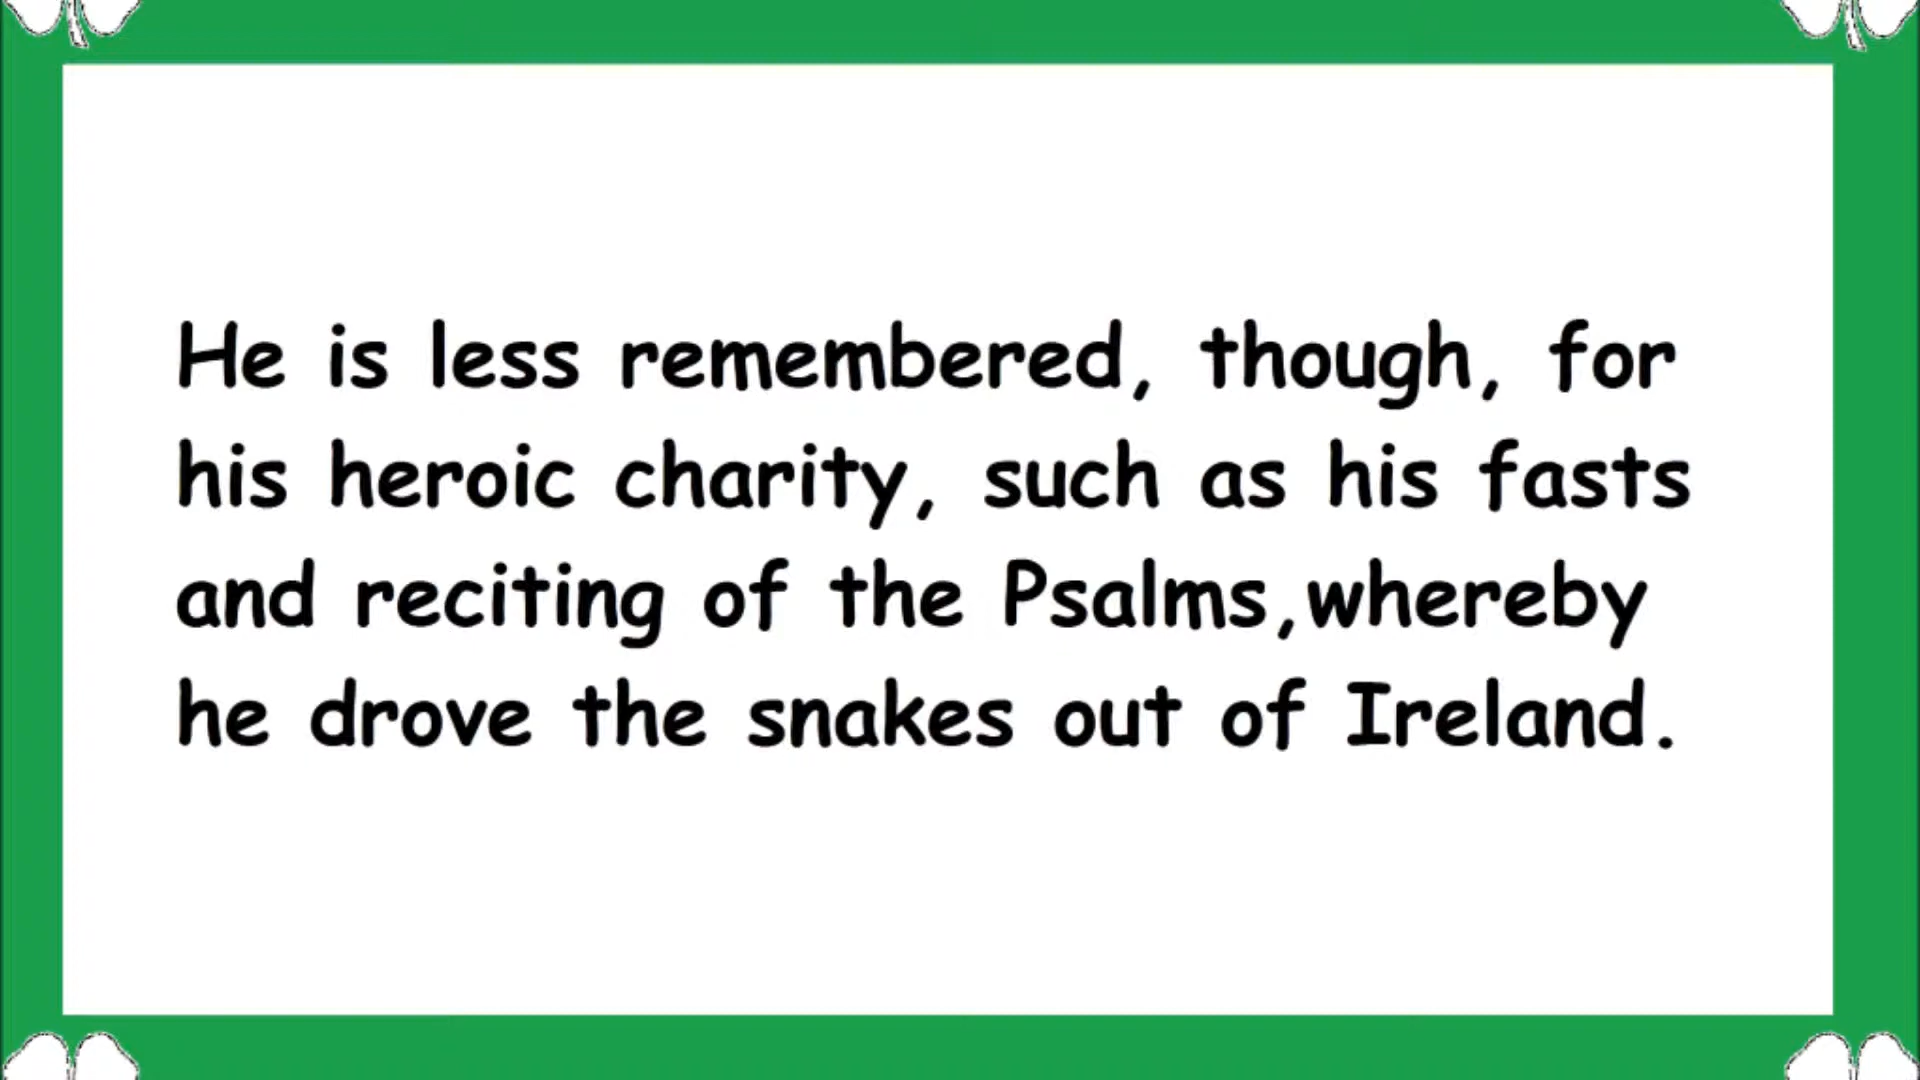 He is less remembered, though, for
his heroic charity, such as his fasts
and reciting of the Psalms,whereby
he drove the snakes out of Ireland.